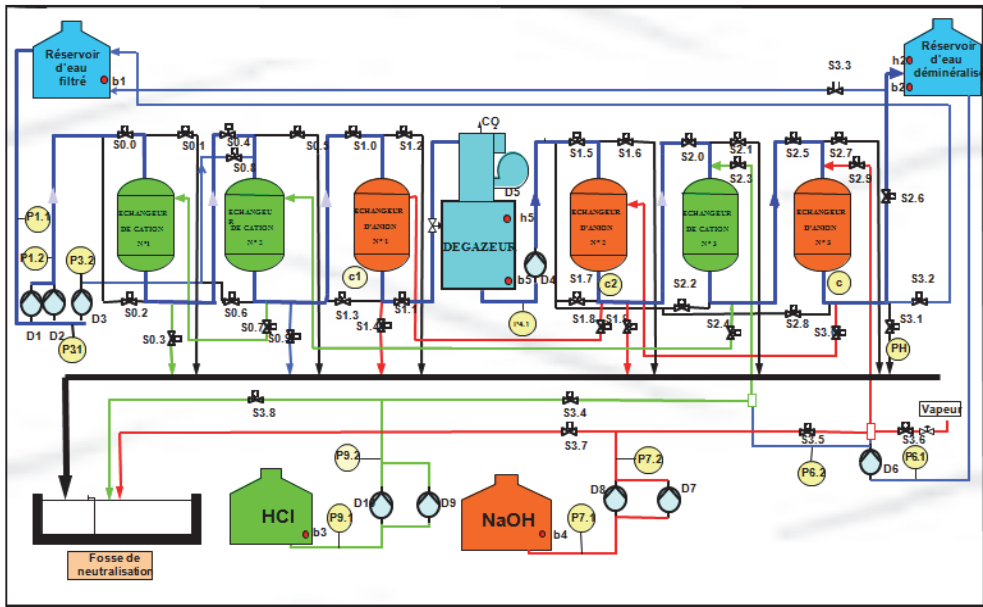 Réservoir
d'eau
filtré
b1
Réservoir
d'eau
déminéralisé
h2
b2
S3.3
CO
S0.0
S0.1
S0.4
S0.8
S0.5
S1.0
S1.2
S1.5
S1.6
S2.0
S2.1
S2.3
S2.5
S2.7
S2.9
D5
S2.6
ECHANGEUR
DE CATION
N°1
ECHANGEU
R
DE CATION
N° 2
ECHANGEUR
D'ANION
N° 1
DEGAZEUR
h5
b5
ECHANGEUR
D'ANION
N° 2
ECHANGEUR
DE CATION
ECHANGEUR
D'ANION
P1.1
P1.2
P3.2
D1
D2
D3
P3.1
c1
c2
c
D4
S0.2
S0.3
S0.6
S0.7
S1.3
S1.4
S1.1
S1.7
S1.8
S2.2
S2.4
S2.8
S3.2
S3.1
PH
S3.8
S3.4
S3.7
S3.5
S3.6
Vapeur
P6.2
D6
P6.1
P9.2
D9
P7.2
D8
D7
HCl
b3
P9.1
NaOH
b4
P7.1
Fosse de
neutralisation